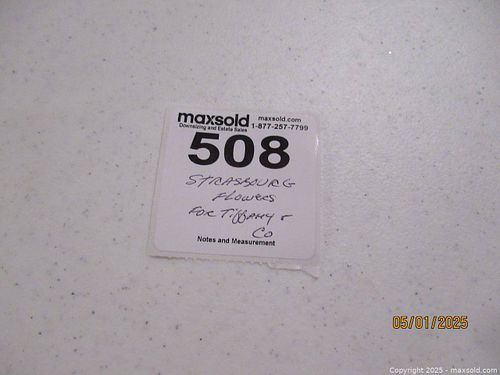 maxsold maxsold.com
Downsizing and Estate Sales 1-877-257-7799
508
STRASBOURG
FLOWERS
FOR TIFFANY &
CO
Notes and Measurement
05/01/2025
Copyright 2025 - maxsold.com